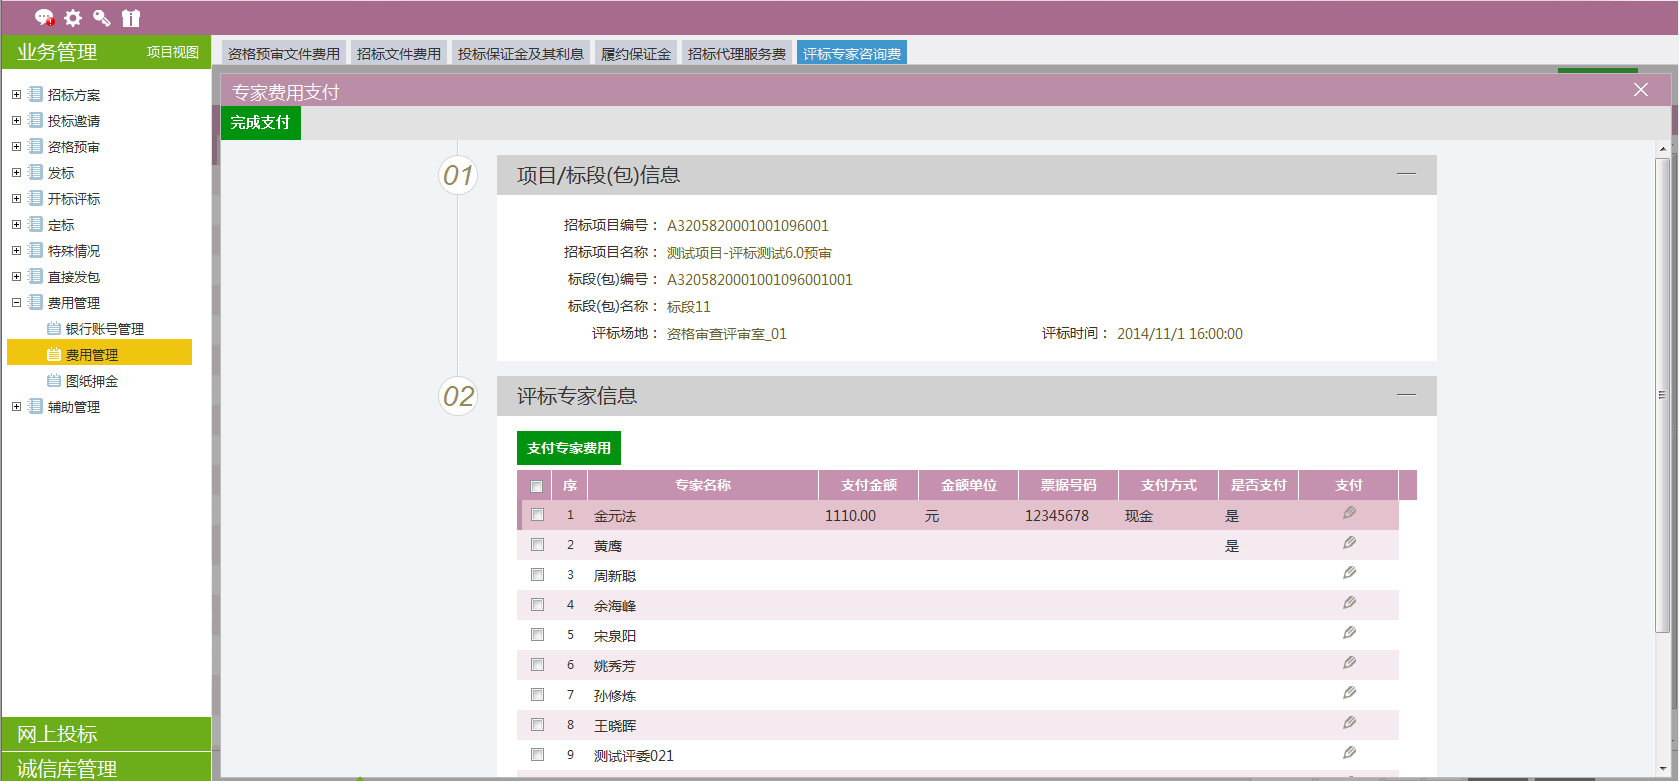 业务管理 项目视图
资格预审文件费用 招标文件费用 投标保证金及其利息 履约保证金 招标代理服务费 评标专家咨询费
招标方案
投标邀请
资格预审
发标
开标评标
定标
特殊情况
直接发包
费用管理
银行账号管理
费用管理
图纸押金
辅助管理
网上投标
诚信库管理
专家费用支付
完成支付
01 项目/标段(包)信息
招标项目编号： A3205820001001096001
招标项目名称： 测试项目-评标测试6.0预审
标段(包)编号： A3205820001001096001001
标段(包)名称： 标段11
评标场地： 资格审查评审室_01 评标时间： 2014/11/1 16:00:00
02 评标专家信息
支付专家费用
序 专家名称 支付金额 金额单位 票据号码 支付方式 是否支付 支付
1 金元法 1110.00 元 12345678 现金 是
2 黄鹰 是
3 周新聪
4 余海峰
5 宋泉阳
6 姚秀芳
7 孙修炼
8 王晓晖
9 测试评委021